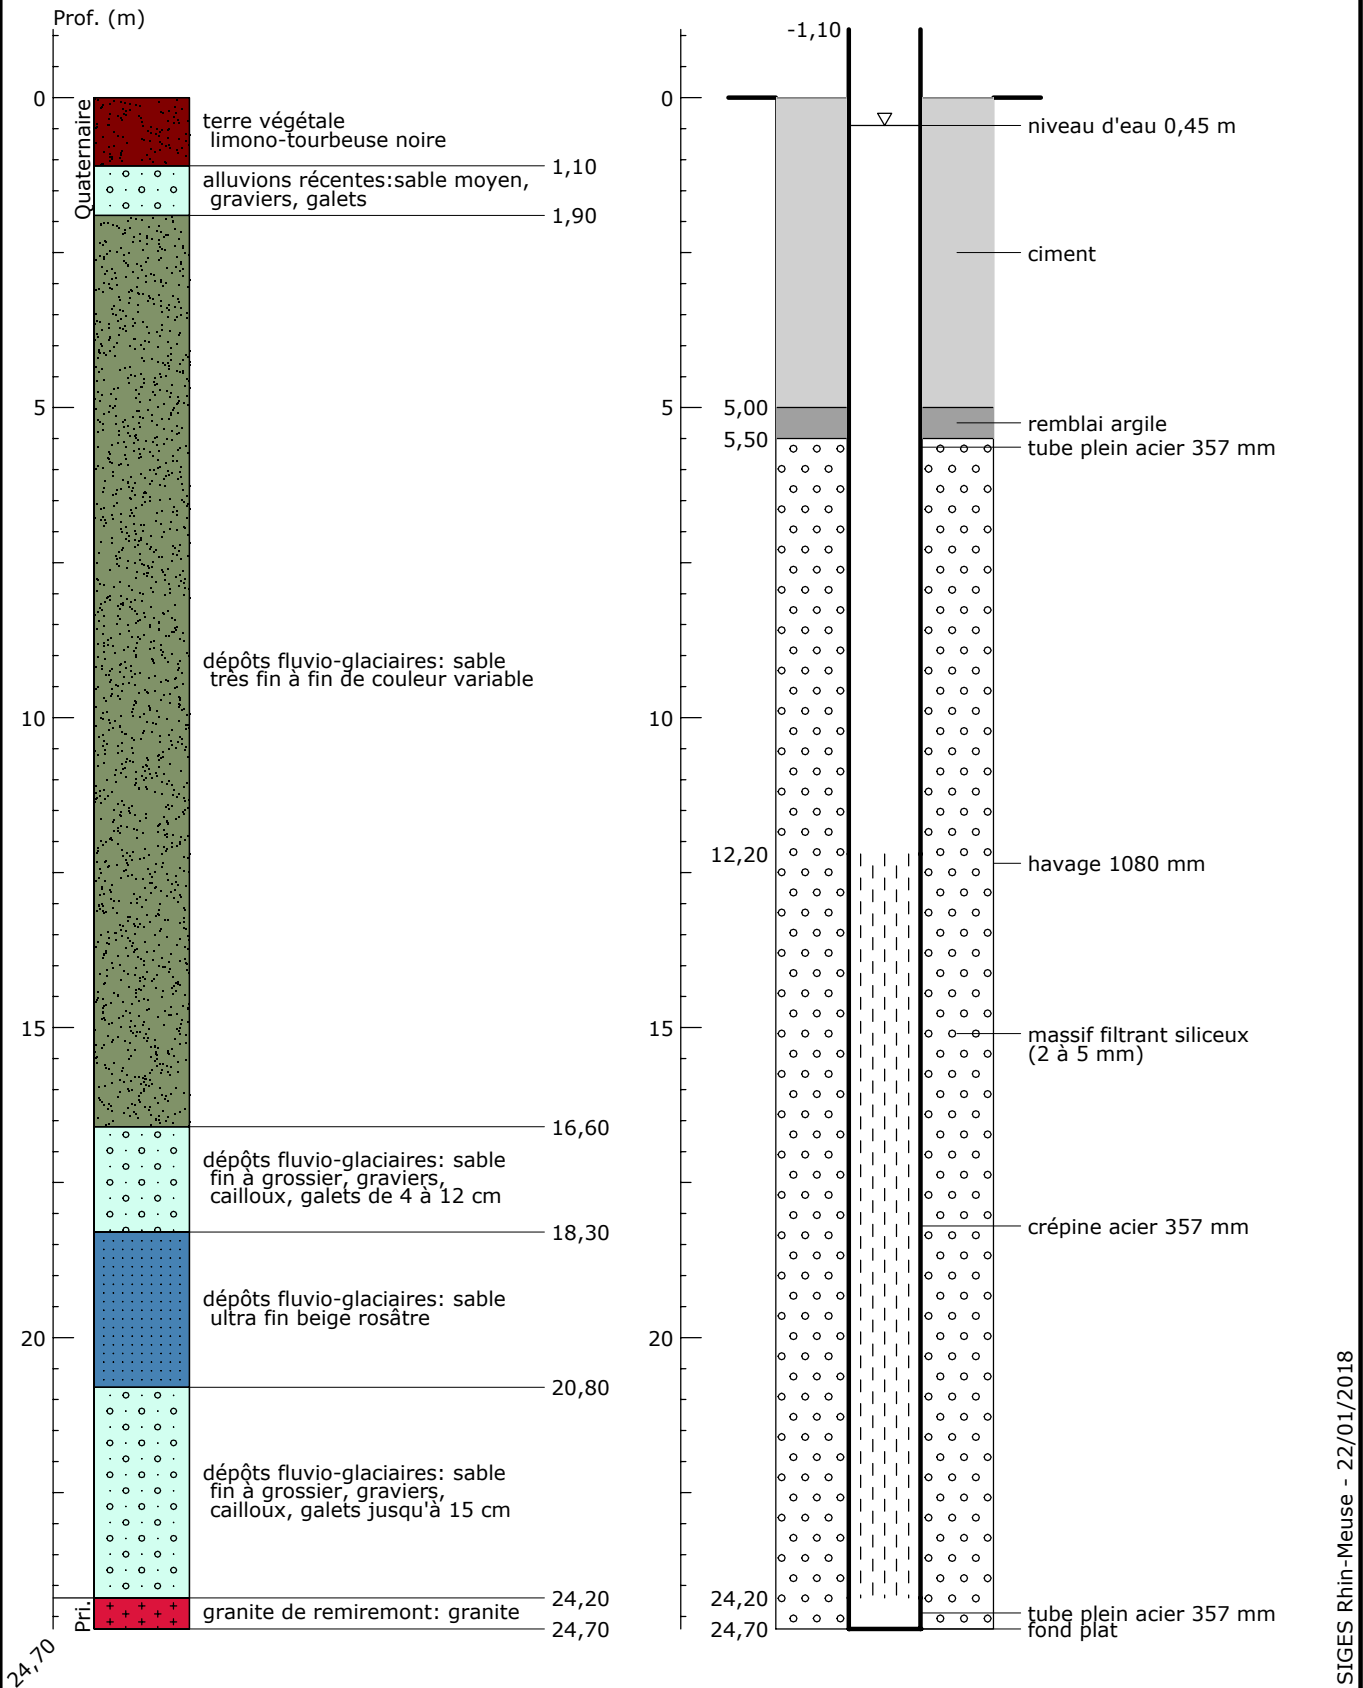 Prof. (m)
0
5
10
15
20
24,70
Quaternaire
Pri.
terre végétale
limono-tourbeuse noire
1,10
alluvions récentes:sable moyen,
graviers, galets
1,90
dépôts fluvio-glaciaires: sable
très fin à fin de couleur variable
16,60
dépôts fluvio-glaciaires: sable
fin à grossier, graviers,
cailloux, galets de 4 à 12 cm
18,30
dépôts fluvio-glaciaires: sable
ultra fin beige rosâtre
20,80
dépôts fluvio-glaciaires: sable
fin à grossier, graviers,
cailloux, galets jusqu'à 15 cm
24,20
granite de remiremont: granite
24,70
0
5
10
15
20
-1,10
5,00
5,50
12,20
24,20
24,70
niveau d'eau 0,45 m
ciment
remblai argile
tube plein acier 357 mm
havage 1080 mm
massif filtrant siliceux
(2 à 5 mm)
crépine acier 357 mm
tube plein acier 357 mm
fond plat
SIGES Rhin-Meuse - 22/01/2018